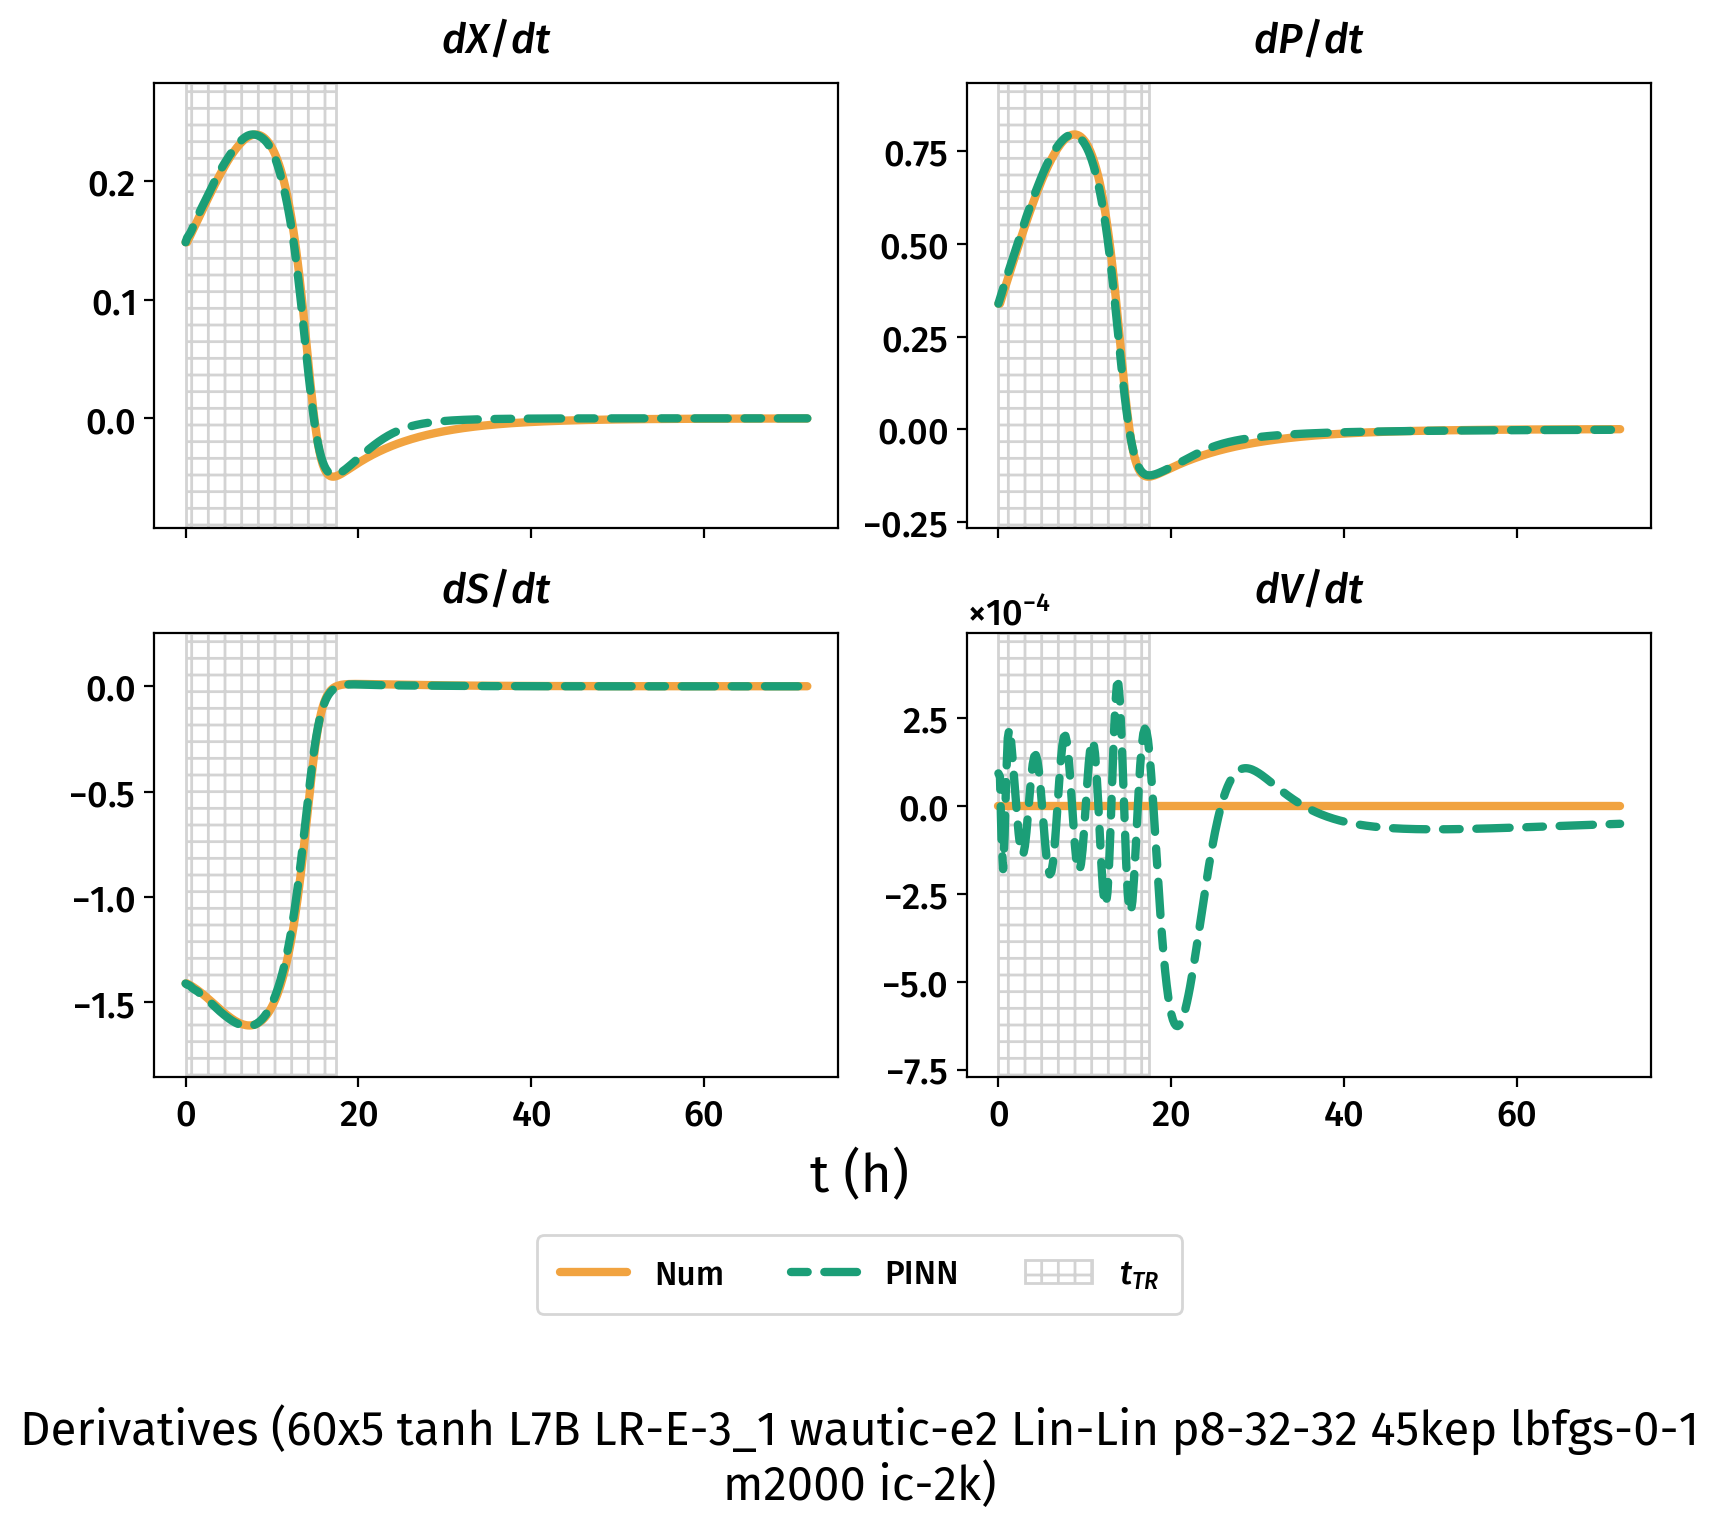 dX/dt
dP/dt
0.2
0.1
0.0
0.75
0.50
0.25
0.00
−0.25
dS/dt
dV/dt
×10⁻⁴
0.0
−0.5
−1.0
−1.5
2.5
0.0
−2.5
−5.0
−7.5
0 20 40 60
0 20 40 60
t (h)
Num PINN t_TR
Derivatives (60x5 tanh L7B LR-E-3_1 wautic-e2 Lin-Lin p8-32-32 45kep lbfgs-0-1
m2000 ic-2k)